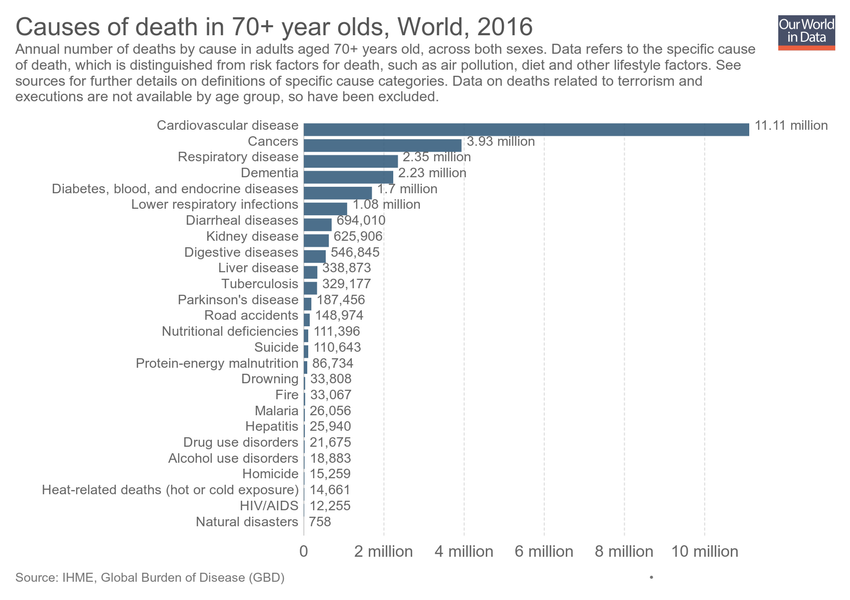 Causes of death in 70+ year olds, World, 2016
Our World
in Data
Annual number of deaths by cause in adults aged 70+ years old, across both sexes. Data refers to the specific cause
of death, which is distinguished from risk factors for death, such as air pollution, diet and other lifestyle factors. See
sources for further details on definitions of specific cause categories. Data on deaths related to terrorism and
executions are not available by age group, so have been excluded.
Cardiovascular disease 11.11 million
Cancers 3.93 million
Respiratory disease 2.35 million
Dementia 2.23 million
Diabetes, blood, and endocrine diseases 1.7 million
Lower respiratory infections 1.08 million
Diarrheal diseases 694,010
Kidney disease 625,906
Digestive diseases 546,845
Liver disease 338,873
Tuberculosis 329,177
Parkinson's disease 187,456
Road accidents 148,974
Nutritional deficiencies 111,396
Suicide 110,643
Protein-energy malnutrition 86,734
Drowning 33,808
Fire 33,067
Malaria 26,056
Hepatitis 25,940
Drug use disorders 21,675
Alcohol use disorders 18,883
Homicide 15,259
Heat-related deaths (hot or cold exposure) 14,661
HIV/AIDS 12,255
Natural disasters 758
0 2 million 4 million 6 million 8 million 10 million
Source: IHME, Global Burden of Disease (GBD) •